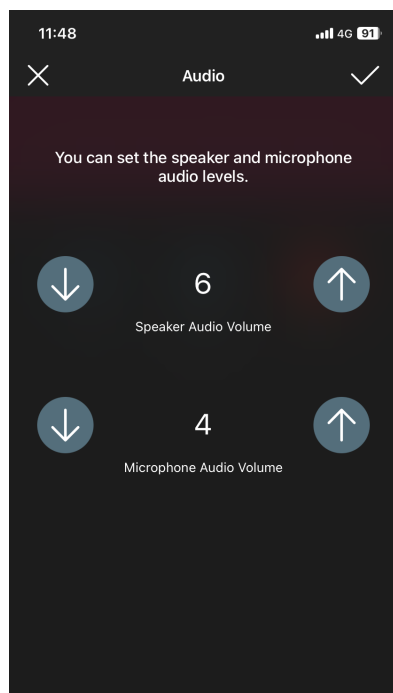 11:48 4G 91
Audio
You can set the speaker and microphone
audio levels.
6
Speaker Audio Volume
4
Microphone Audio Volume